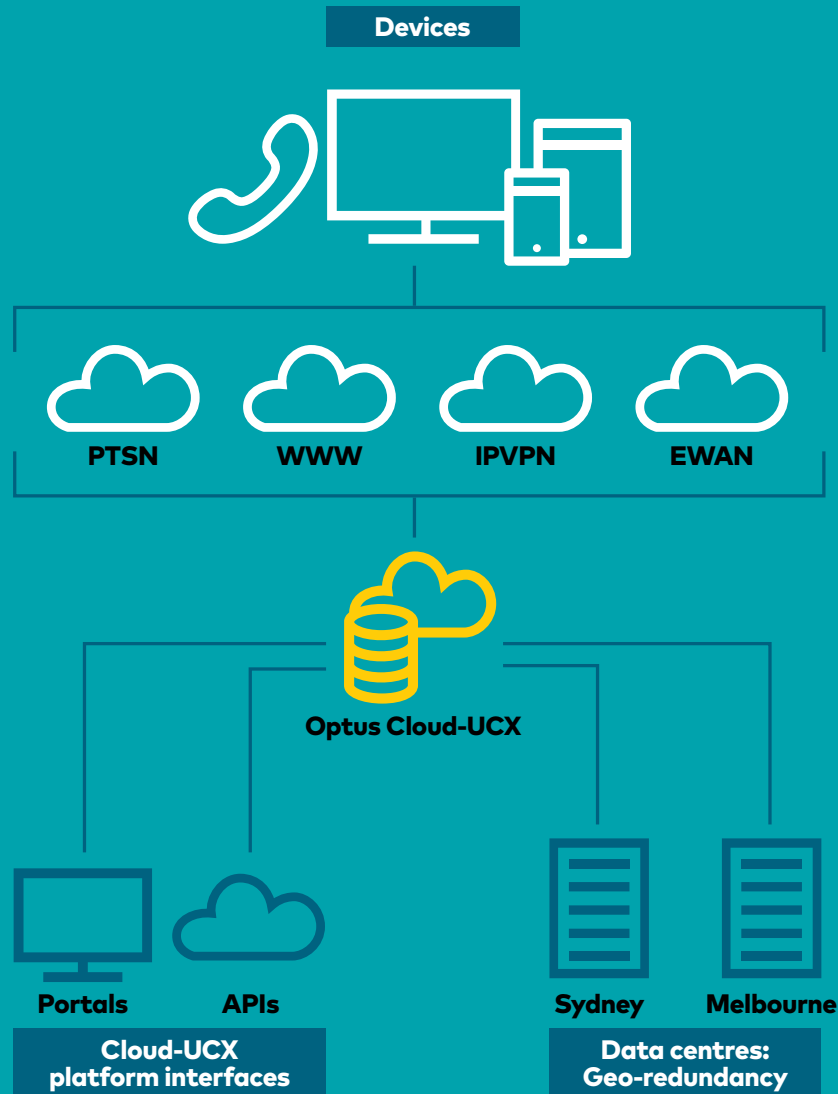 Devices
PTSN
WWW
IPVPN
EWAN
Optus Cloud-UCX
Portals
APIs
Sydney
Melbourne
Cloud-UCX
platform interfaces
Data centres:
Geo-redundancy